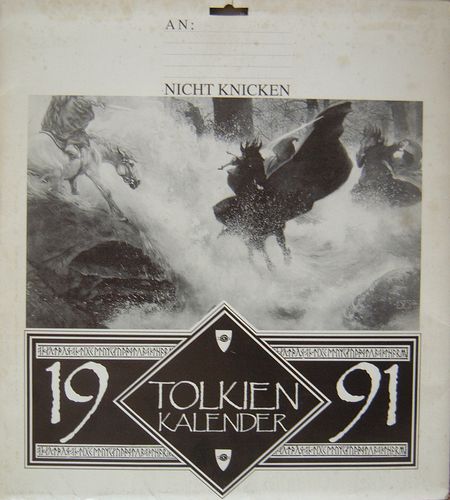 AN:
NICHT KNICKEN
19 91
TOLKIEN
KALENDER